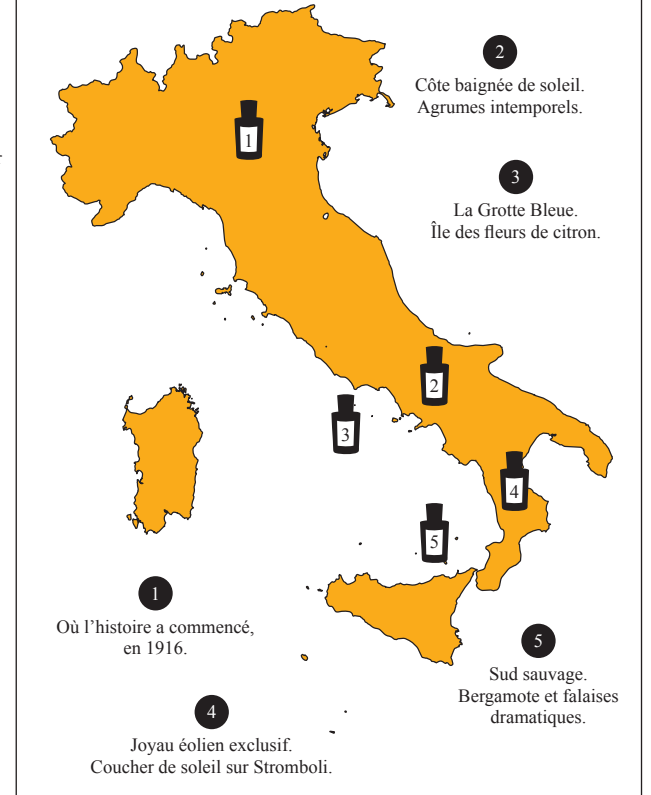 2
Côte baignée de soleil.
Agrumes intemporels.
3
La Grotte Bleue.
Île des fleurs de citron.
1
2
3
4
5
1
Où l’histoire a commencé,
en 1916.
5
Sud sauvage.
Bergamote et falaises
dramatiques.
4
Joyau éolien exclusif.
Coucher de soleil sur Stromboli.